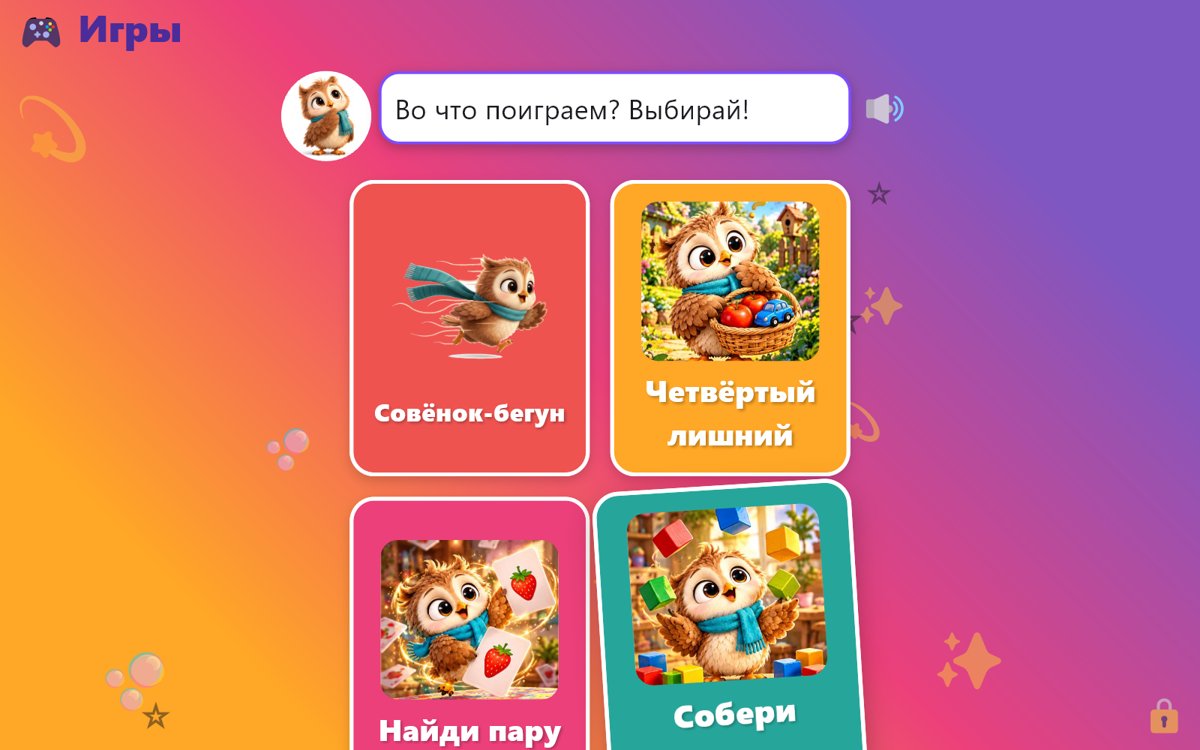 Игры
Во что поиграем? Выбирай!
Совёнок-бегун
Четвёртый
лишний
Найди пару
Собери